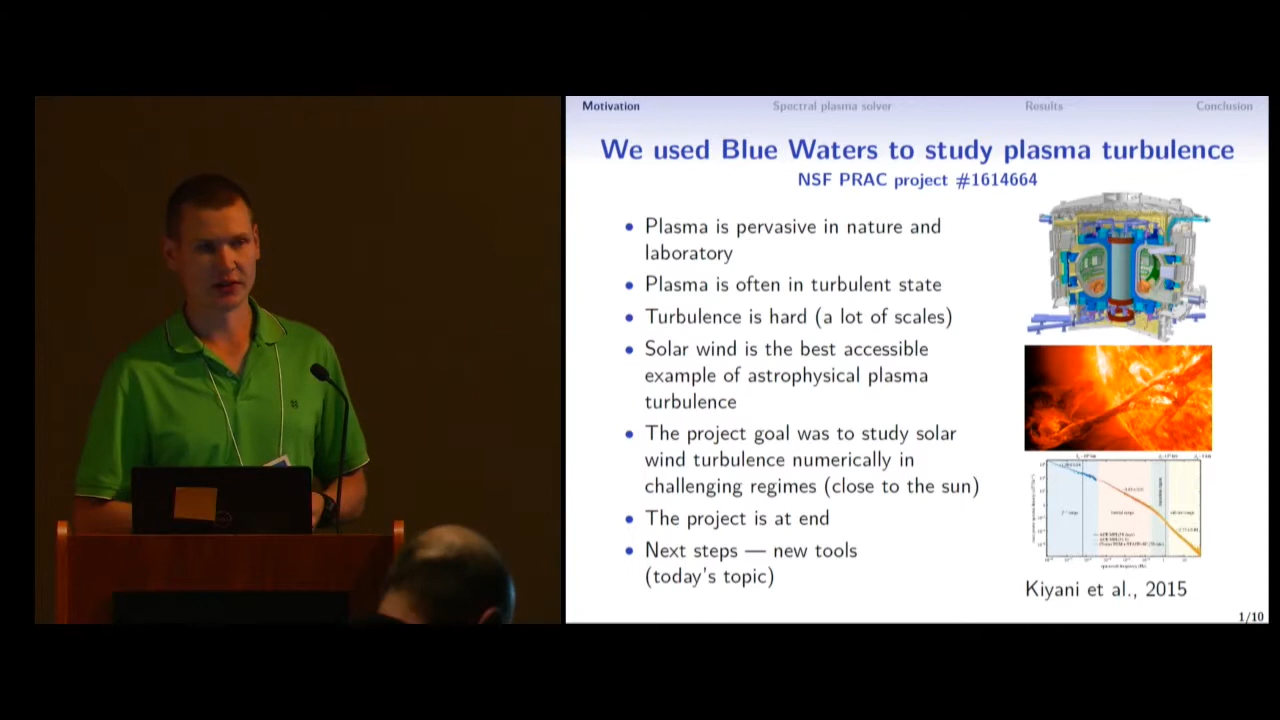 Motivation
Spectral plasma solver
Results
Conclusion
We used Blue Waters to study plasma turbulence
NSF PRAC project #1614664
• Plasma is pervasive in nature and
laboratory
• Plasma is often in turbulent state
• Turbulence is hard (a lot of scales)
• Solar wind is the best accessible
example of astrophysical plasma
turbulence
• The project goal was to study solar
wind turbulence numerically in
challenging regimes (close to the sun)
• The project is at end
• Next steps — new tools
(today's topic)
Kiyani et al., 2015
1/10